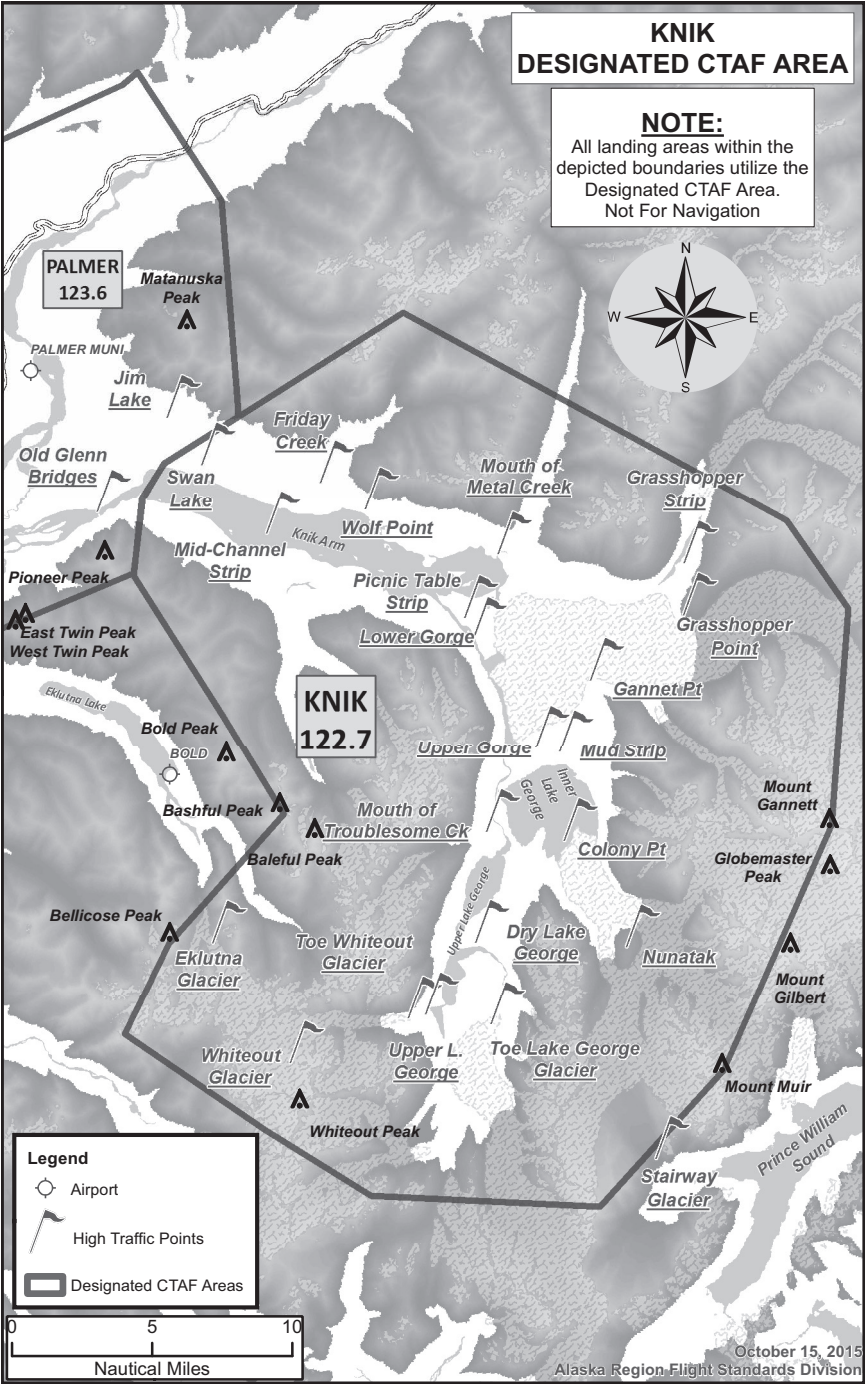 KNIK
DESIGNATED CTAF AREA
NOTE:
All landing areas within the
depicted boundaries utilize the
Designated CTAF Area.
Not For Navigation
N
W
E
S
PALMER
123.6
Matanuska
Peak
PALMER MUNI
Jim
Lake
Friday
Creek
Old Glenn
Bridges
Swan
Lake
Mouth of
Metal Creek
Grasshopper
Strip
Wolf Point
Knik Arm
Mid-Channel
Strip
Pioneer Peak
Picnic Table
Strip
East Twin Peak
West Twin Peak
Lower Gorge
Grasshopper
Point
Eklutna Lake
KNIK
122.7
Gannet Pt
Bold Peak
BOLD
Upper Gorge
Mud Strip
Inner
Lake
George
Bashful Peak
Mouth of
Troublesome Ck
Mount
Gannett
Baleful Peak
Colony Pt
Globemaster
Peak
Upper Lake George
Bellicose Peak
Eklutna
Glacier
Toe Whiteout
Glacier
Dry Lake
George
Nunatak
Mount
Gilbert
Whiteout
Glacier
Upper L.
George
Toe Lake George
Glacier
Mount Muir
Whiteout Peak
Prince William
Sound
Stairway
Glacier
Legend
Airport
High Traffic Points
Designated CTAF Areas
0 5 10
Nautical Miles
October 15, 2015
Alaska Region Flight Standards Division